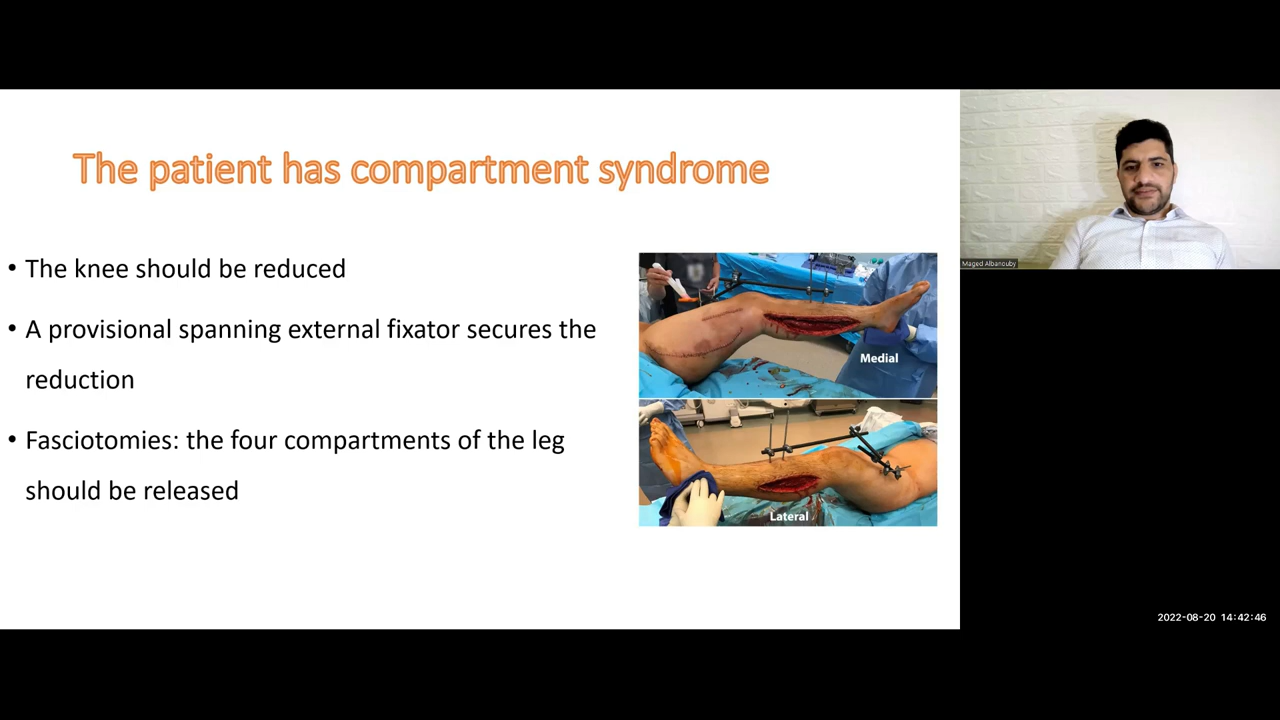 The patient has compartment syndrome
• The knee should be reduced
• A provisional spanning external fixator secures the
reduction
• Fasciotomies: the four compartments of the leg
should be released
Medial
Lateral
Maged Albanouby
2022-08-20 14:42:46